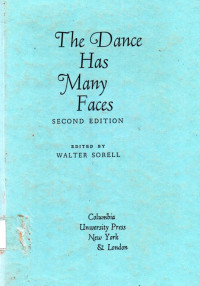 The Dance
Has
Many
Faces
SECOND EDITION
EDITED BY
WALTER SORELL
Columbia
University Press
New York
& London